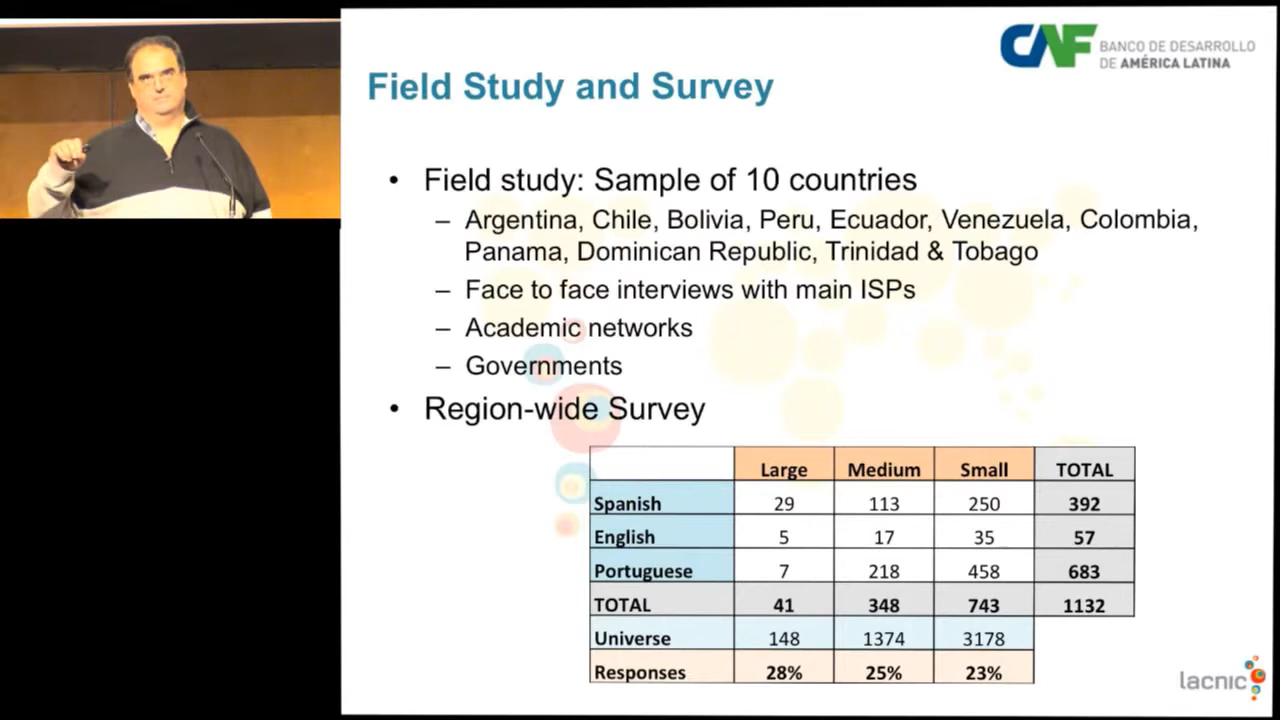 CAF BANCO DE DESARROLLO
DE AMÉRICA LATINA
Field Study and Survey
• Field study: Sample of 10 countries
– Argentina, Chile, Bolivia, Peru, Ecuador, Venezuela, Colombia,
Panama, Dominican Republic, Trinidad & Tobago
– Face to face interviews with main ISPs
– Academic networks
– Governments
• Region-wide Survey
Large Medium Small TOTAL
Spanish 29 113 250 392
English 5 17 35 57
Portuguese 7 218 458 683
TOTAL 41 348 743 1132
Universe 148 1374 3178
Responses 28% 25% 23%
lacnic